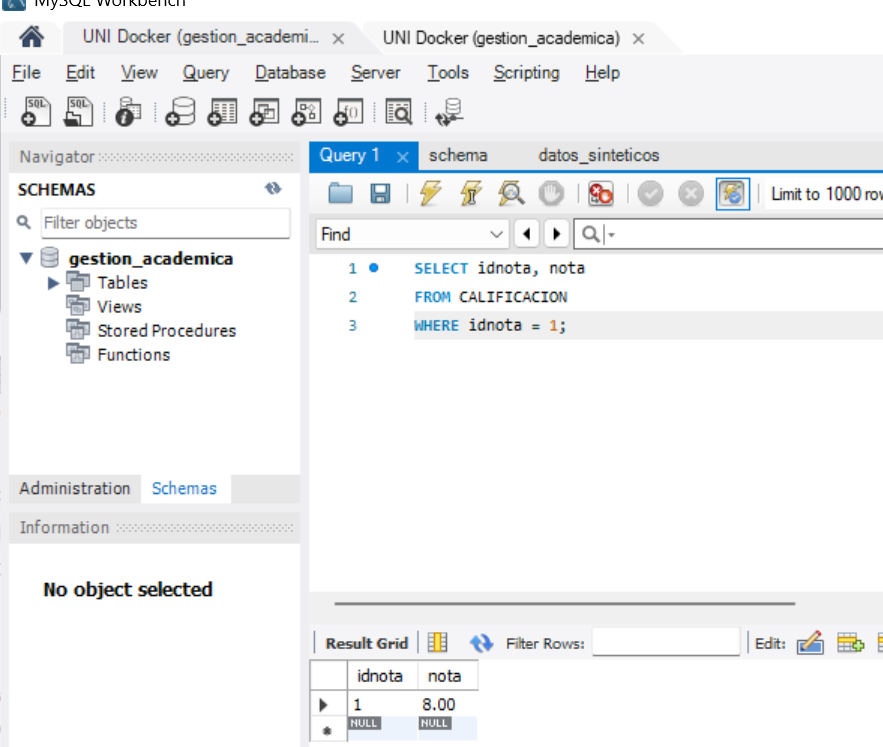 MySQL Workbench
UNI Docker (gestion_academi... × UNI Docker (gestion_academica) ×
File Edit View Query Database Server Tools Scripting Help
Navigator
Query 1 × schema datos_sinteticos
SCHEMAS
Limit to 1000 row
Filter objects
Find
gestion_academica
Tables
Views
Stored Procedures
Functions
1 SELECT idnota, nota
2 FROM CALIFICACION
3 WHERE idnota = 1;
Administration Schemas
Information
No object selected
Result Grid Filter Rows: Edit:
idnota nota
1 8.00
NULL NULL